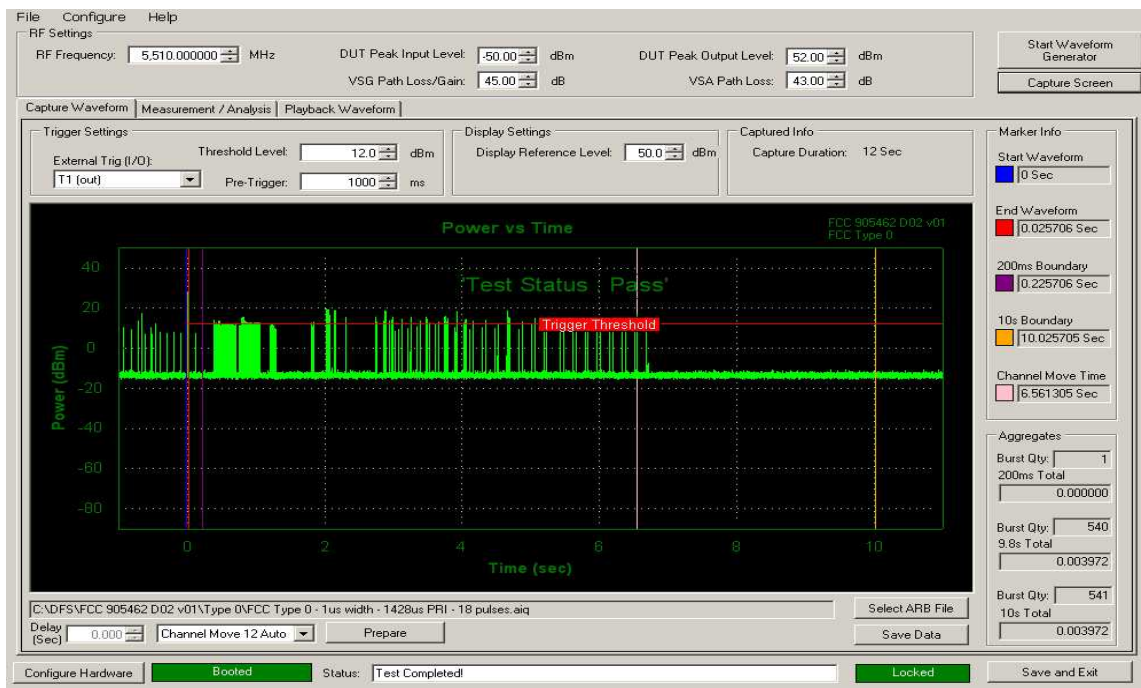 File Configure Help
RF Settings
RF Frequency: 5,510.000000 MHz
DUT Peak Input Level: -50.00 dBm
DUT Peak Output Level: 52.00 dBm
VSG Path Loss/Gain: 45.00 dB
VSA Path Loss: 43.00 dB
Start Waveform
Generator
Capture Screen
Capture Waveform Measurement / Analysis Playback Waveform
Trigger Settings
External Trig (I/O):
T1 (out)
Threshold Level: 12.0 dBm
Pre-Trigger: 1000 ms
Display Settings
Display Reference Level: 50.0 dBm
Captured Info
Capture Duration: 12 Sec
Marker Info
Start Waveform
0 Sec
End Waveform
0.025706 Sec
200ms Boundary
0.225706 Sec
10s Boundary
10.025705 Sec
Channel Move Time
6.561305 Sec
Power vs Time
FCC 905462 D02 v01
FCC Type 0
'Test Status : Pass'
Trigger Threshold
Power (dBm)
40
20
0
-20
-40
-60
-80
0 2 4 6 8 10
Time (sec)
Aggregates
Burst Qty: 1
200ms Total
0.000000
Burst Qty: 540
9.8s Total
0.003972
Burst Qty: 541
10s Total
0.003972
C:\DFS\FCC 905462 D02 v01\Type 0\FCC Type 0 - 1us width - 1428us PRI - 18 pulses.aiq
Select ARB File
Delay
(Sec) 0.000 Channel Move 12 Auto Prepare
Save Data
Configure Hardware Booted Status: Test Completed! Locked Save and Exit